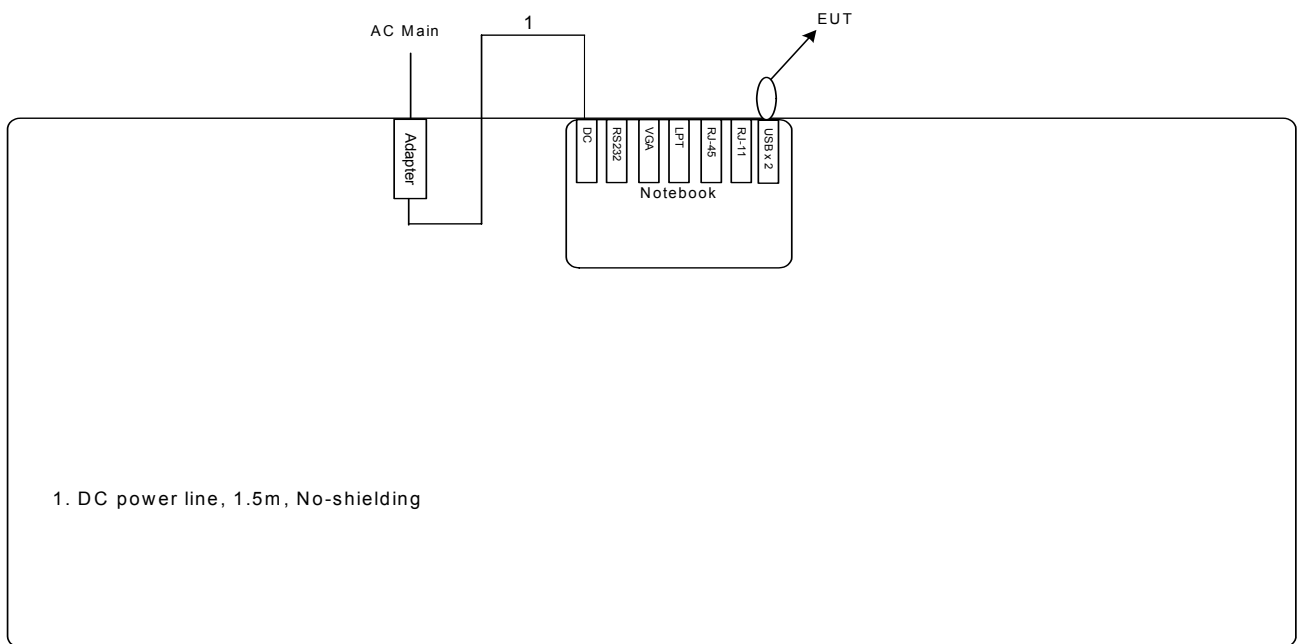 EUT
AC Main
1
Adapter
DC
RS232
VGA
LPT
RJ-45
RJ-11
USB x 2
Notebook
1. DC power line, 1.5m, No-shielding